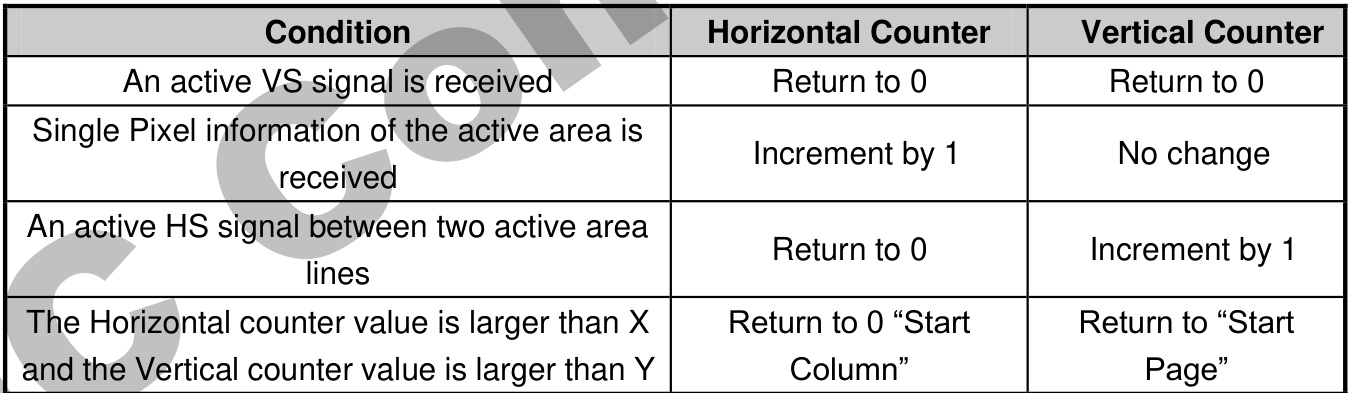 Condition Horizontal Counter Vertical Counter
An active VS signal is received Return to 0 Return to 0
Single Pixel information of the active area is
received
Increment by 1 No change
An active HS signal between two active area
lines
Return to 0 Increment by 1
The Horizontal counter value is larger than X
and the Vertical counter value is larger than Y
Return to 0 “Start
Column”
Return to “Start
Page”